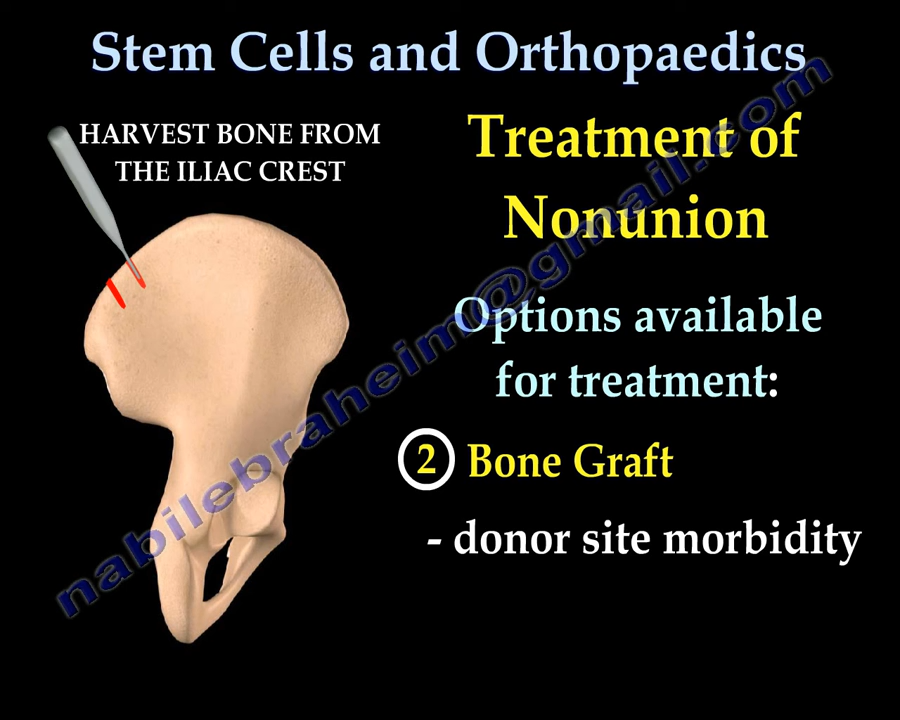 Stem Cells and Orthopaedics
HARVEST BONE FROM
THE ILIAC CREST
Treatment of
Nonunion
Options available
for treatment:
2 Bone Graft
- donor site morbidity
nabilebraheim@gmail.com